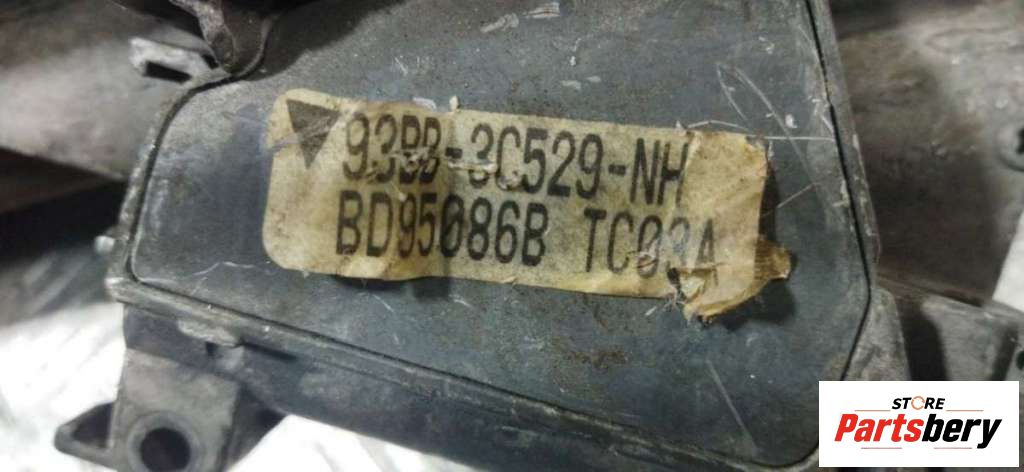 93BB-3C529-NH
BD95086B TC03A
STORE
Partsbery